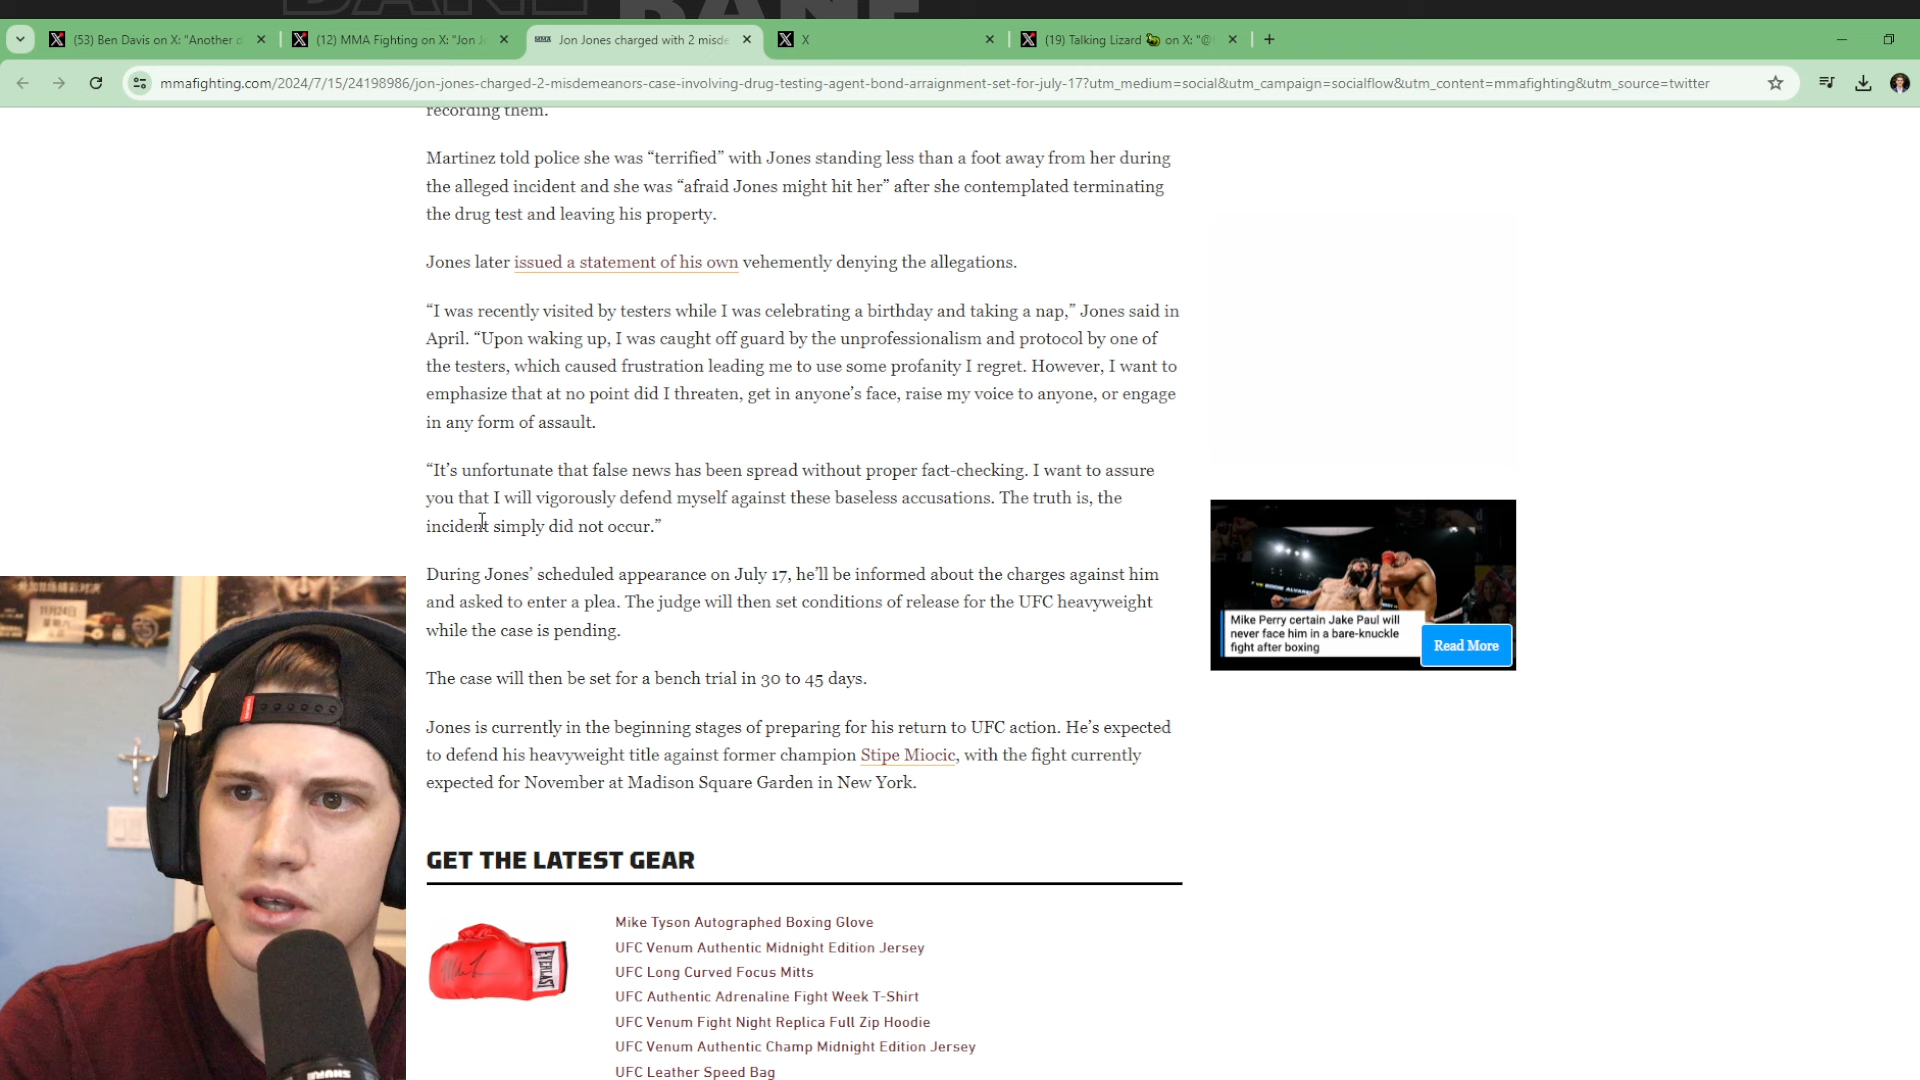 (53) Ben Davis on X: "Another d
(12) MMA Fighting on X: "Jon J
Jon Jones charged with 2 misde
X
(19) Talking Lizard 🦎 on X: "@
mmafighting.com/2024/7/15/24198986/jon-jones-charged-2-misdemeanors-case-involving-drug-testing-agent-bond-arraignment-set-for-july-17?utm_medium=social&utm_campaign=socialflow&utm_content=mmafighting&utm_source=twitter
recording them.
Martinez told police she was “terrified” with Jones standing less than a foot away from her during
the alleged incident and she was “afraid Jones might hit her” after she contemplated terminating
the drug test and leaving his property.
Jones later issued a statement of his own vehemently denying the allegations.
“I was recently visited by testers while I was celebrating a birthday and taking a nap,” Jones said in
April. “Upon waking up, I was caught off guard by the unprofessionalism and protocol by one of
the testers, which caused frustration leading me to use some profanity I regret. However, I want to
emphasize that at no point did I threaten, get in anyone’s face, raise my voice to anyone, or engage
in any form of assault.
“It’s unfortunate that false news has been spread without proper fact-checking. I want to assure
you that I will vigorously defend myself against these baseless accusations. The truth is, the
incident simply did not occur.”
During Jones’ scheduled appearance on July 17, he’ll be informed about the charges against him
and asked to enter a plea. The judge will then set conditions of release for the UFC heavyweight
while the case is pending.
The case will then be set for a bench trial in 30 to 45 days.
Jones is currently in the beginning stages of preparing for his return to UFC action. He’s expected
to defend his heavyweight title against former champion Stipe Miocic, with the fight currently
expected for November at Madison Square Garden in New York.
Mike Perry certain Jake Paul will
never face him in a bare-knuckle
fight after boxing
Read More
GET THE LATEST GEAR
EVERLAST
Mike Tyson Autographed Boxing Glove
UFC Venum Authentic Midnight Edition Jersey
UFC Long Curved Focus Mitts
UFC Authentic Adrenaline Fight Week T-Shirt
UFC Venum Fight Night Replica Full Zip Hoodie
UFC Venum Authentic Champ Midnight Edition Jersey
UFC Leather Speed Bag